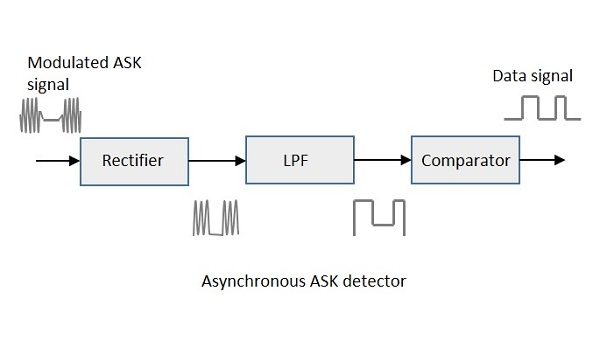 Modulated ASK
signal
Data signal
Rectifier
LPF
Comparator
Asynchronous ASK detector